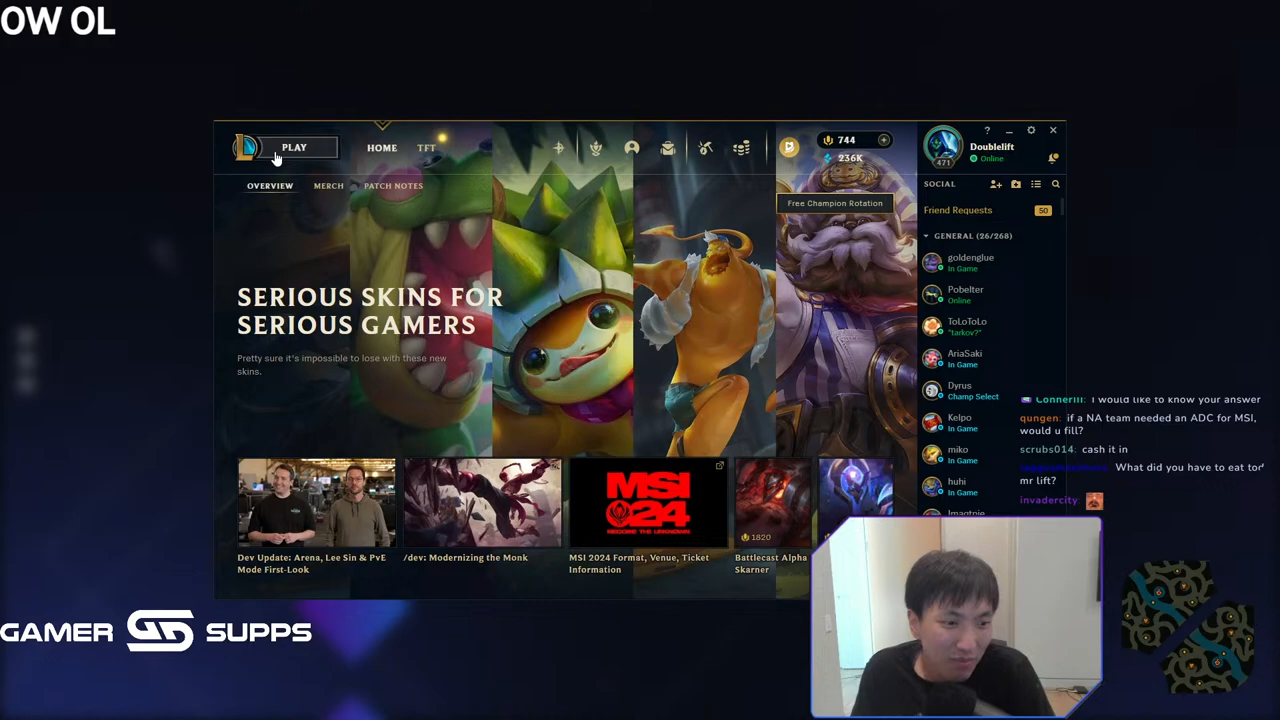 OW OL
PLAY
HOME
TFT
744
236K
471
Doublelift
Online
OVERVIEW
MERCH
PATCH NOTES
SOCIAL
Free Champion Rotation
Friend Requests
50
GENERAL (26/268)
goldenglue
In Game
Pobelter
Online
ToLoToLo
"tarkov?"
AriaSaki
In Game
Dyrus
Champ Select
Kelpo
In Game
miko
In Game
huhi
In Game
SERIOUS SKINS FOR
SERIOUS GAMERS
Pretty sure it's impossible to lose with these new
skins.
I would like to know your answer
qungen: if a NA team needed an ADC for MSI,
would u fill?
scrubs014: cash it in
What did you have to eat
mr lift?
invadercity:
MSI
2024
BECOME THE UNKNOWN
1820
Dev Update: Arena, Lee Sin & PvE
Mode First-Look
/dev: Modernizing the Monk
MSI 2024 Format, Venue, Ticket
Information
Battlecast Alpha
Skarner
GAMER SUPPS